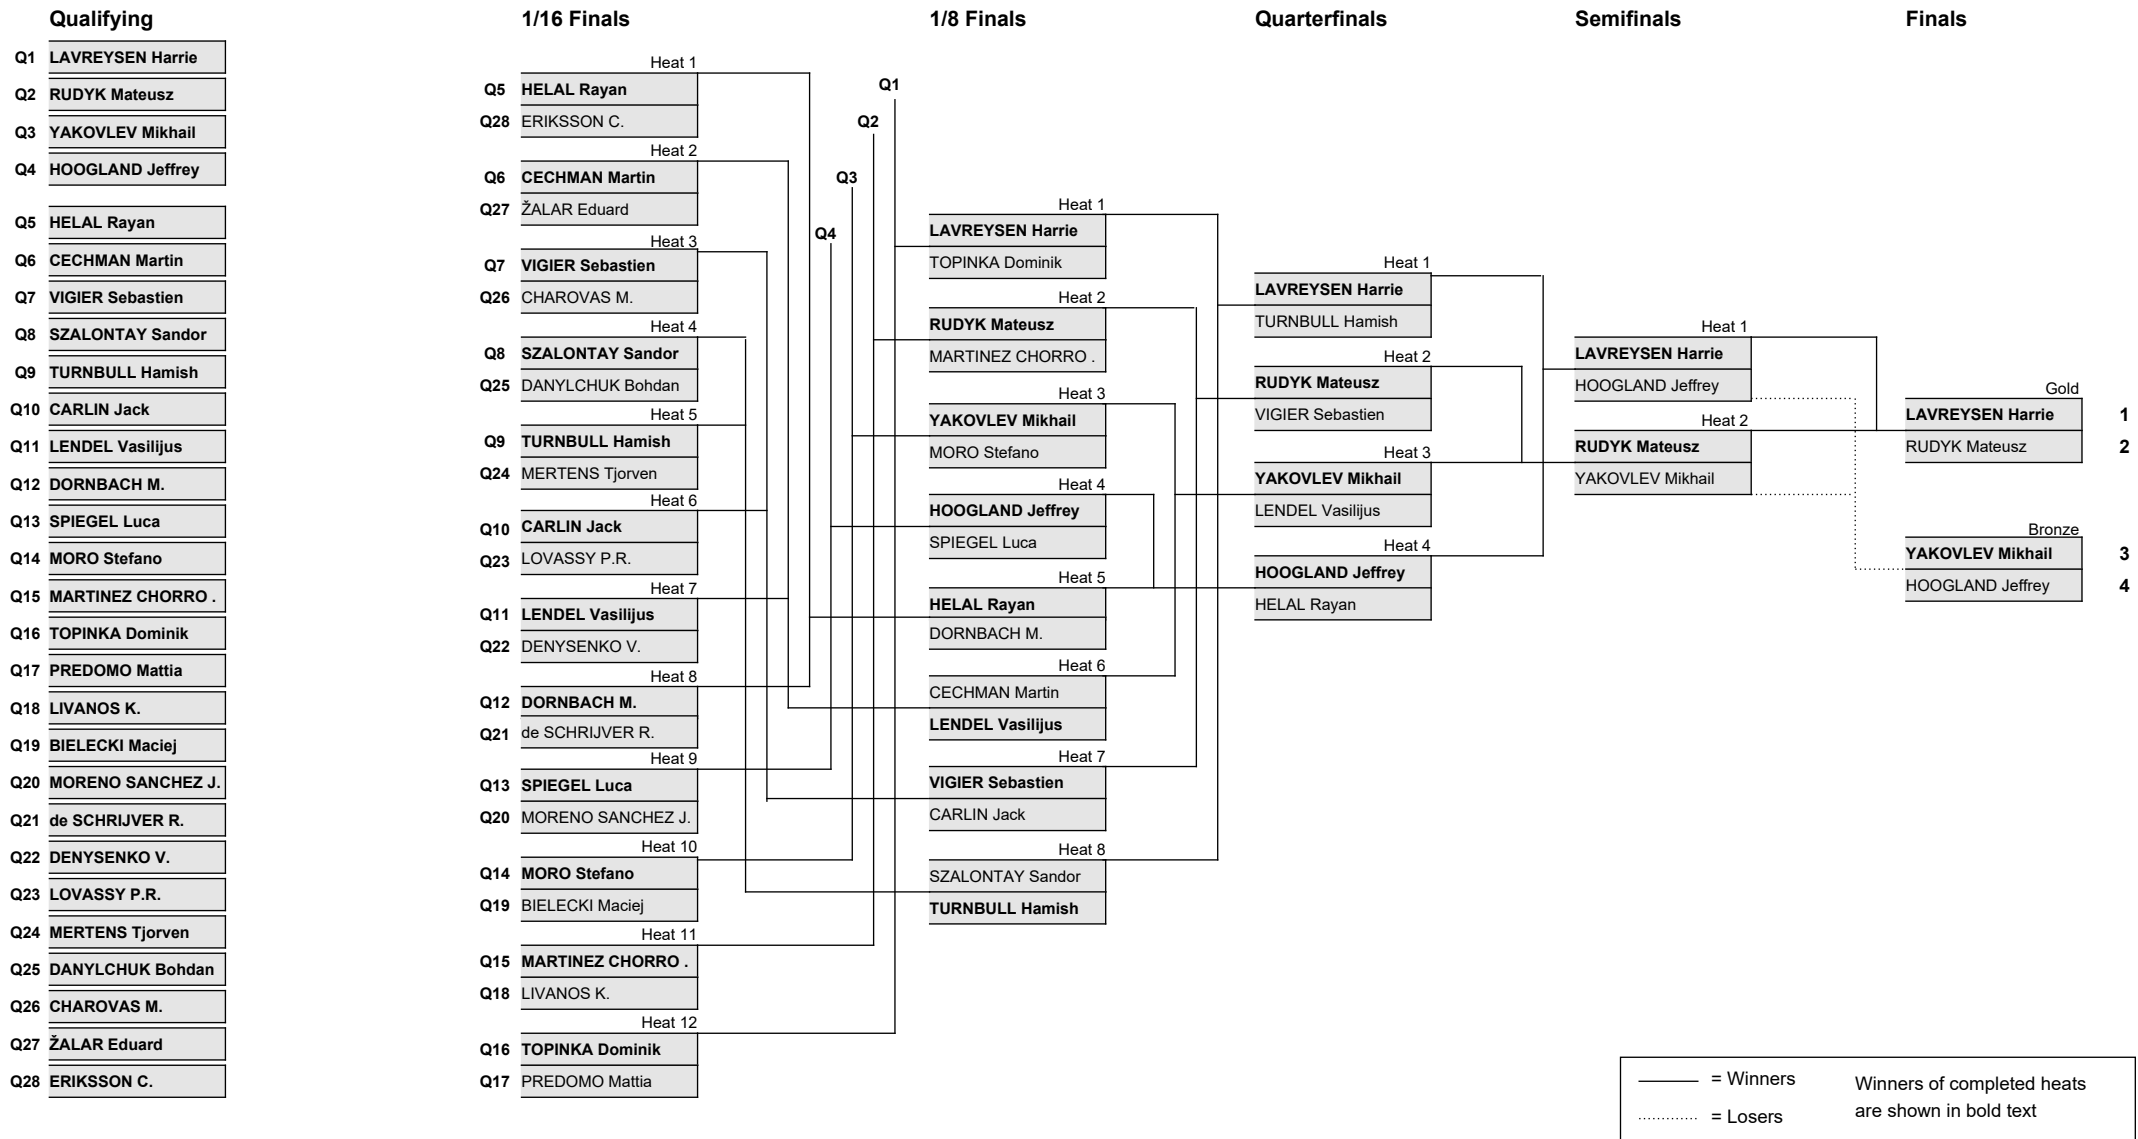 Qualifying
1/16 Finals
1/8 Finals
Quarterfinals
Semifinals
Finals
Q1 LAVREYSEN Harrie
Q2 RUDYK Mateusz
Q3 YAKOVLEV Mikhail
Q4 HOOGLAND Jeffrey
Q5 HELAL Rayan
Q6 CECHMAN Martin
Q7 VIGIER Sebastien
Q8 SZALONTAY Sandor
Q9 TURNBULL Hamish
Q10 CARLIN Jack
Q11 LENDEL Vasilijus
Q12 DORNBACH M.
Q13 SPIEGEL Luca
Q14 MORO Stefano
Q15 MARTINEZ CHORRO .
Q16 TOPINKA Dominik
Q17 PREDOMO Mattia
Q18 LIVANOS K.
Q19 BIELECKI Maciej
Q20 MORENO SANCHEZ J.
Q21 de SCHRIJVER R.
Q22 DENYSENKO V.
Q23 LOVASSY P.R.
Q24 MERTENS Tjorven
Q25 DANYLCHUK Bohdan
Q26 CHAROVAS M.
Q27 ŽALAR Eduard
Q28 ERIKSSON C.
Heat 1
Q5 HELAL Rayan
Q28 ERIKSSON C.
Heat 2
Q6 CECHMAN Martin
Q27 ŽALAR Eduard
Heat 3
Q7 VIGIER Sebastien
Q26 CHAROVAS M.
Heat 4
Q8 SZALONTAY Sandor
Q25 DANYLCHUK Bohdan
Heat 5
Q9 TURNBULL Hamish
Q24 MERTENS Tjorven
Heat 6
Q10 CARLIN Jack
Q23 LOVASSY P.R.
Heat 7
Q11 LENDEL Vasilijus
Q22 DENYSENKO V.
Heat 8
Q12 DORNBACH M.
Q21 de SCHRIJVER R.
Heat 9
Q13 SPIEGEL Luca
Q20 MORENO SANCHEZ J.
Heat 10
Q14 MORO Stefano
Q19 BIELECKI Maciej
Heat 11
Q15 MARTINEZ CHORRO .
Q18 LIVANOS K.
Heat 12
Q16 TOPINKA Dominik
Q17 PREDOMO Mattia
Q1
Q2
Q3
Q4
Heat 1
LAVREYSEN Harrie
TOPINKA Dominik
Heat 2
RUDYK Mateusz
MARTINEZ CHORRO .
Heat 3
YAKOVLEV Mikhail
MORO Stefano
Heat 4
HOOGLAND Jeffrey
SPIEGEL Luca
Heat 5
HELAL Rayan
DORNBACH M.
Heat 6
CECHMAN Martin
LENDEL Vasilijus
Heat 7
VIGIER Sebastien
CARLIN Jack
Heat 8
SZALONTAY Sandor
TURNBULL Hamish
Heat 1
LAVREYSEN Harrie
TURNBULL Hamish
Heat 2
RUDYK Mateusz
VIGIER Sebastien
Heat 3
YAKOVLEV Mikhail
LENDEL Vasilijus
Heat 4
HOOGLAND Jeffrey
HELAL Rayan
Heat 1
LAVREYSEN Harrie
HOOGLAND Jeffrey
Heat 2
RUDYK Mateusz
YAKOVLEV Mikhail
Gold
LAVREYSEN Harrie 1
RUDYK Mateusz 2
Bronze
YAKOVLEV Mikhail 3
HOOGLAND Jeffrey 4
= Winners
= Losers
Winners of completed heats
are shown in bold text